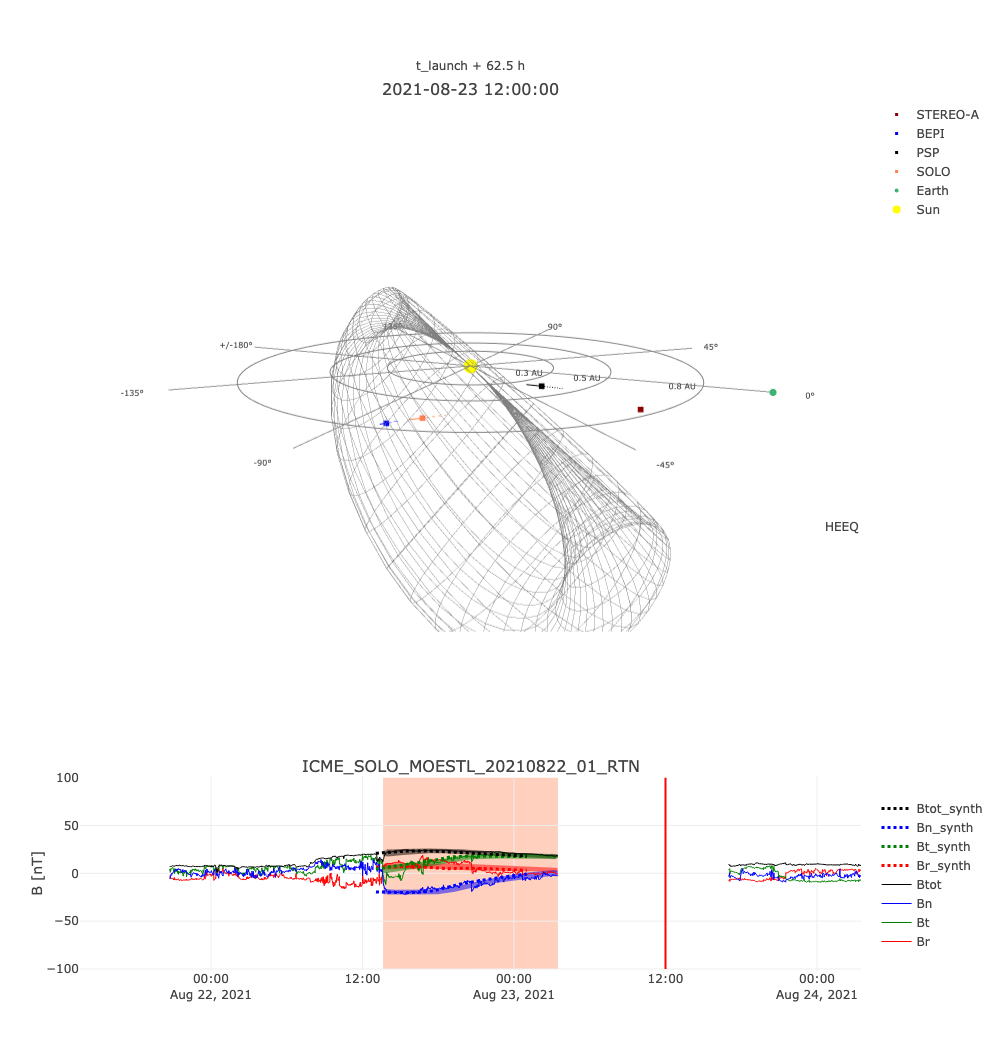 t_launch + 62.5 h
2021-08-23 12:00:00
STEREO-A
BEPI
PSP
SOLO
Earth
Sun
135°
90°
+/-180°
45°
0.3 AU
0.5 AU
0.8 AU
-135°
0°
-90°
-45°
HEEQ
ICME_SOLO_MOESTL_20210822_01_RTN
B [nT]
100
50
0
−50
−100
00:00
Aug 22, 2021
12:00
00:00
Aug 23, 2021
12:00
00:00
Aug 24, 2021
Btot_synth
Bn_synth
Bt_synth
Br_synth
Btot
Bn
Bt
Br